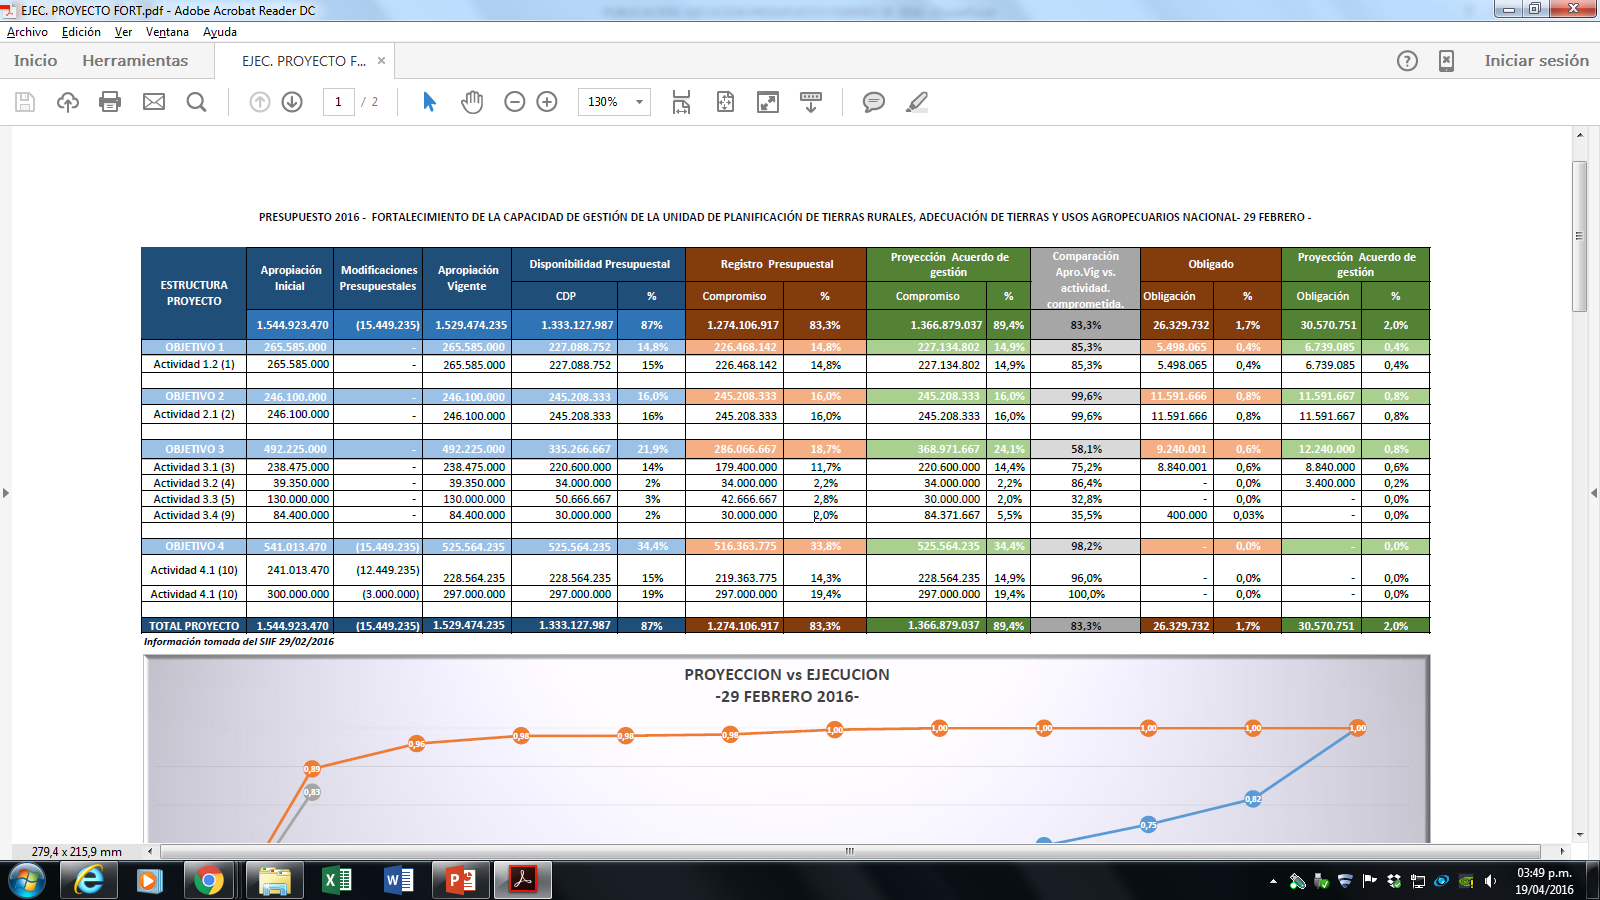 EJEC. PROYECTO FORT.pdf - Adobe Acrobat Reader DC
Archivo Edición Ver Ventana Ayuda
Inicio Herramientas EJEC. PROYECTO F... × Iniciar sesión
1 / 2 130%
PRESUPUESTO 2016 - FORTALECIMIENTO DE LA CAPACIDAD DE GESTIÓN DE LA UNIDAD DE PLANIFICACIÓN DE TIERRAS RURALES, ADECUACIÓN DE TIERRAS Y USOS AGROPECUARIOS NACIONAL- 29 FEBRERO -
ESTRUCTURA PROYECTO Apropiación Inicial Modificaciones Presupuestales Apropiación Vigente Disponibilidad Presupuestal Registro Presupuestal Proyección Acuerdo de gestión Comparación Apro.Vig vs. actividad. comprometida. Obligado Proyección Acuerdo de gestión
CDP % Compromiso % Compromiso % Obligación % Obligación %
1.544.923.470 (15.449.235) 1.529.474.235 1.333.127.987 87% 1.274.106.917 83,3% 1.366.879.037 89,4% 83,3% 26.329.732 1,7% 30.570.751 2,0%
OBJETIVO 1 265.585.000 - 265.585.000 227.088.752 14,8% 226.468.142 14,8% 227.134.802 14,9% 85,3% 5.498.065 0,4% 6.739.085 0,4%
Actividad 1.2 (1) 265.585.000 - 265.585.000 227.088.752 15% 226.468.142 14,8% 227.134.802 14,9% 85,3% 5.498.065 0,4% 6.739.085 0,4%
OBJETIVO 2 246.100.000 - 246.100.000 245.208.333 16,0% 245.208.333 16,0% 245.208.333 16,0% 99,6% 11.591.666 0,8% 11.591.667 0,8%
Actividad 2.1 (2) 246.100.000 - 246.100.000 245.208.333 16% 245.208.333 16,0% 245.208.333 16,0% 99,6% 11.591.666 0,8% 11.591.667 0,8%
OBJETIVO 3 492.225.000 - 492.225.000 335.266.667 21,9% 286.066.667 18,7% 368.971.667 24,1% 58,1% 9.240.001 0,6% 12.240.000 0,8%
Actividad 3.1 (3) 238.475.000 - 238.475.000 220.600.000 14% 179.400.000 11,7% 220.600.000 14,4% 75,2% 8.840.001 0,6% 8.840.000 0,6%
Actividad 3.2 (4) 39.350.000 - 39.350.000 34.000.000 2% 34.000.000 2,2% 34.000.000 2,2% 86,4% - 0,0% 3.400.000 0,2%
Actividad 3.3 (5) 130.000.000 - 130.000.000 50.666.667 3% 42.666.667 2,8% 30.000.000 2,0% 32,8% - 0,0% - 0,0%
Actividad 3.4 (9) 84.400.000 - 84.400.000 30.000.000 2% 30.000.000 2,0% 84.371.667 5,5% 35,5% 400.000 0,03% - 0,0%
OBJETIVO 4 541.013.470 (15.449.235) 525.564.235 525.564.235 34,4% 516.363.775 33,8% 525.564.235 34,4% 98,2% - 0,0% - 0,0%
Actividad 4.1 (10) 241.013.470 (12.449.235) 228.564.235 228.564.235 15% 219.363.775 14,3% 228.564.235 14,9% 96,0% - 0,0% - 0,0%
Actividad 4.1 (10) 300.000.000 (3.000.000) 297.000.000 297.000.000 19% 297.000.000 19,4% 297.000.000 19,4% 100,0% - 0,0% - 0,0%
TOTAL PROYECTO 1.544.923.470 (15.449.235) 1.529.474.235 1.333.127.987 87% 1.274.106.917 83,3% 1.366.879.037 89,4% 83,3% 26.329.732 1,7% 30.570.751 2,0%
Información tomada del SIIF 29/02/2016
PROYECCION vs EJECUCION
-29 FEBRERO 2016-
0,89 0,96 0,98 0,98 0,98 1,00 1,00 1,00 1,00 1,00 1,00
0,83 0,75 0,82
279,4 x 215,9 mm
03:49 p.m.
19/04/2016